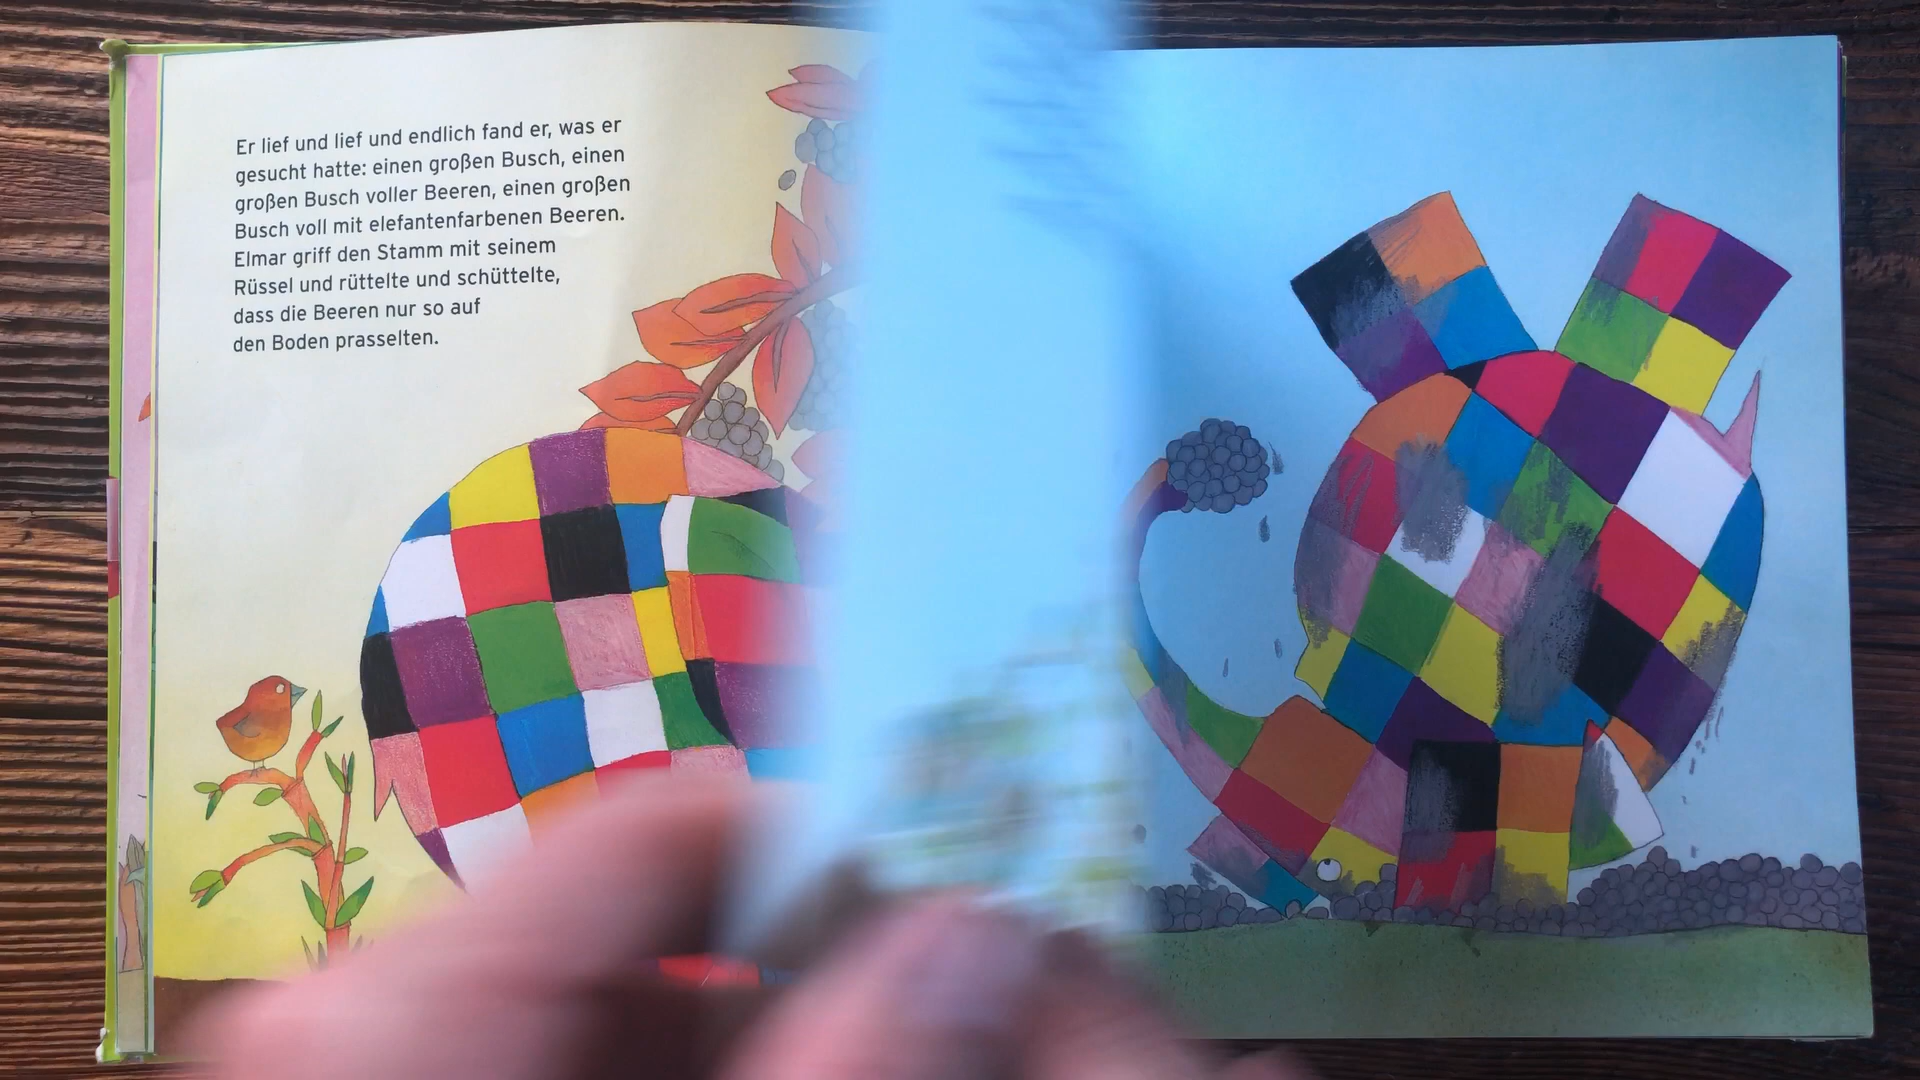 Er lief und lief und endlich fand er, was er
gesucht hatte: einen großen Busch, einen
großen Busch voller Beeren, einen großen
Busch voll mit elefantenfarbenen Beeren.
Elmar griff den Stamm mit seinem
Rüssel und rüttelte und schüttelte,
dass die Beeren nur so auf
den Boden prasselten.